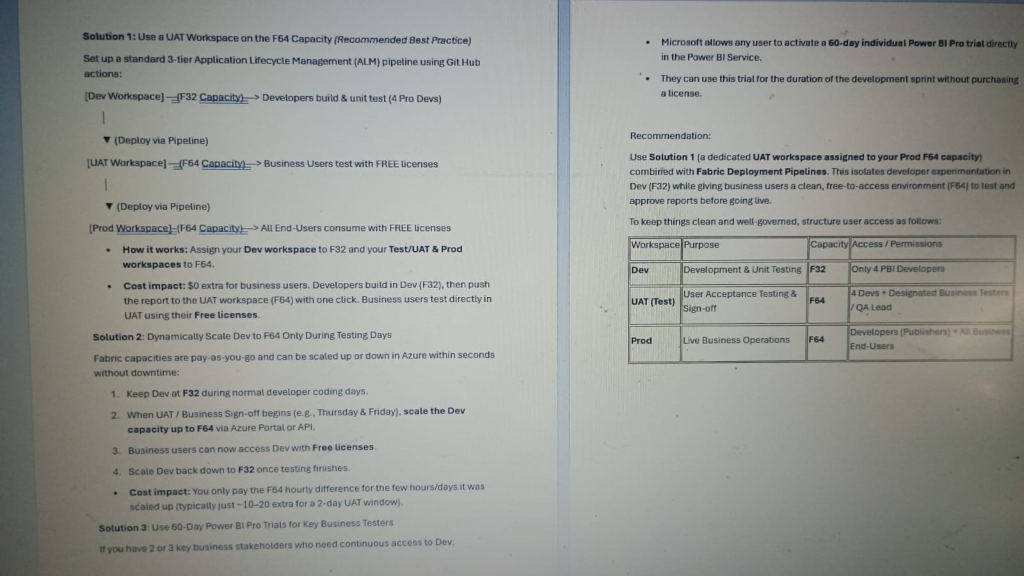 Solution 1: Use a UAT Workspace on the F64 Capacity (Recommended Best Practice)
Set up a standard 3-tier Application Lifecycle Management (ALM) pipeline using Git Hub
actions:
[Dev Workspace]—(F32 Capacity)—> Developers build & unit test (4 Pro Devs)
|
▼ (Deploy via Pipeline)
[UAT Workspace]—(F64 Capacity)—> Business Users test with FREE licenses
|
▼ (Deploy via Pipeline)
[Prod Workspace]-(F64 Capacity)—> All End-Users consume with FREE licenses
• How it works: Assign your Dev workspace to F32 and your Test/UAT & Prod
workspaces to F64.
• Cost impact: $0 extra for business users. Developers build in Dev (F32), then push
the report to the UAT workspace (F64) with one click. Business users test directly in
UAT using their Free licenses.
Solution 2: Dynamically Scale Dev to F64 Only During Testing Days
Fabric capacities are pay-as-you-go and can be scaled up or down in Azure within seconds
without downtime:
1. Keep Dev at F32 during normal developer coding days.
2. When UAT / Business Sign-off begins (e.g., Thursday & Friday), scale the Dev
capacity up to F64 via Azure Portal or API.
3. Business users can now access Dev with Free licenses.
4. Scale Dev back down to F32 once testing finishes.
• Cost impact: You only pay the F64 hourly difference for the few hours/days it was
scaled up (typically just ~10–20 extra for a 2-day UAT window).
Solution 3: Use 60-Day Power BI Pro Trials for Key Business Testers
If you have 2 or 3 key business stakeholders who need continuous access to Dev:
• Microsoft allows any user to activate a 60-day individual Power BI Pro trial directly
in the Power BI Service.
• They can use this trial for the duration of the development sprint without purchasing
a license.
Recommendation:
Use Solution 1 (a dedicated UAT workspace assigned to your Prod F64 capacity)
combined with Fabric Deployment Pipelines. This isolates developer experimentation in
Dev (F32) while giving business users a clean, free-to-access environment (F64) to test and
approve reports before going live.
To keep things clean and well-governed, structure user access as follows:
Workspace Purpose Capacity Access / Permissions
Dev Development & Unit Testing F32 Only 4 PBI Developers
UAT (Test) User Acceptance Testing & Sign-off F64 4 Devs + Designated Business Testers / QA Lead
Prod Live Business Operations F64 Developers (Publishers) + All Business End-Users